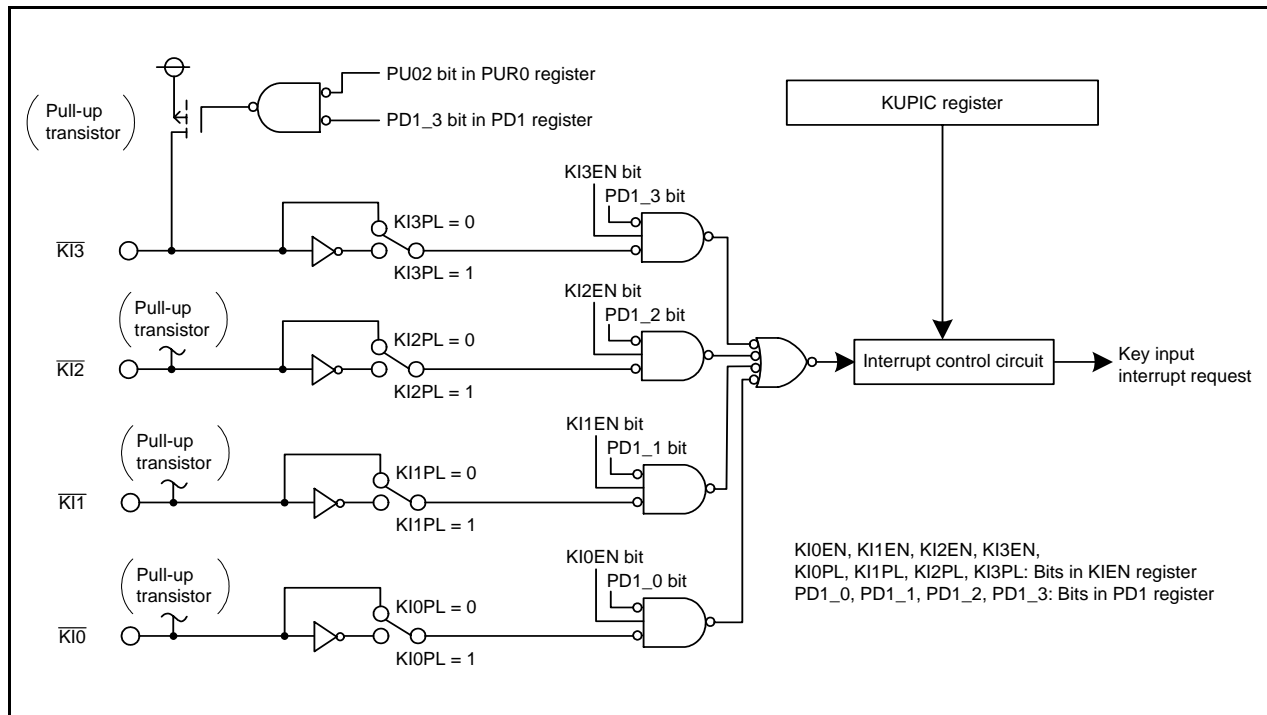 PU02 bit in PUR0 register
Pull-up
transistor
PD1_3 bit in PD1 register
KUPIC register
KI3EN bit
PD1_3 bit
KI3PL = 0
KI3
KI3PL = 1
Pull-up
transistor
KI2EN bit
PD1_2 bit
KI2PL = 0
KI2
KI2PL = 1
Interrupt control circuit
Key input
interrupt request
Pull-up
transistor
KI1EN bit
PD1_1 bit
KI1PL = 0
KI1
KI1PL = 1
Pull-up
transistor
KI0EN bit
PD1_0 bit
KI0PL = 0
KI0
KI0PL = 1
KI0EN, KI1EN, KI2EN, KI3EN,
KI0PL, KI1PL, KI2PL, KI3PL: Bits in KIEN register
PD1_0, PD1_1, PD1_2, PD1_3: Bits in PD1 register